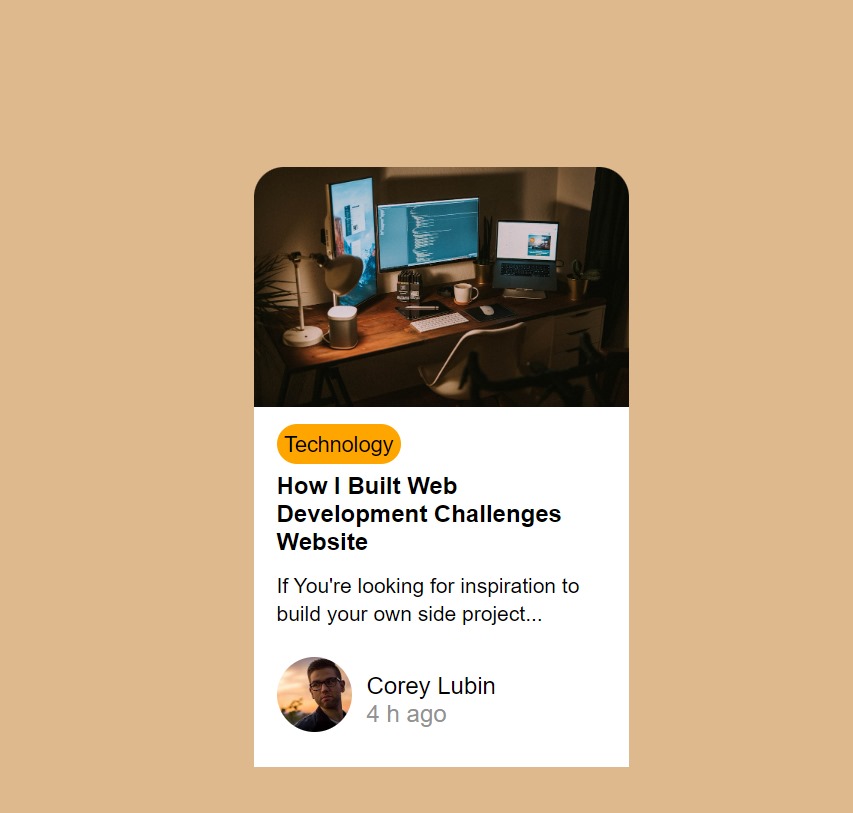 Technology
How I Built Web
Development Challenges
Website
If You're looking for inspiration to
build your own side project...
Corey Lubin
4 h ago